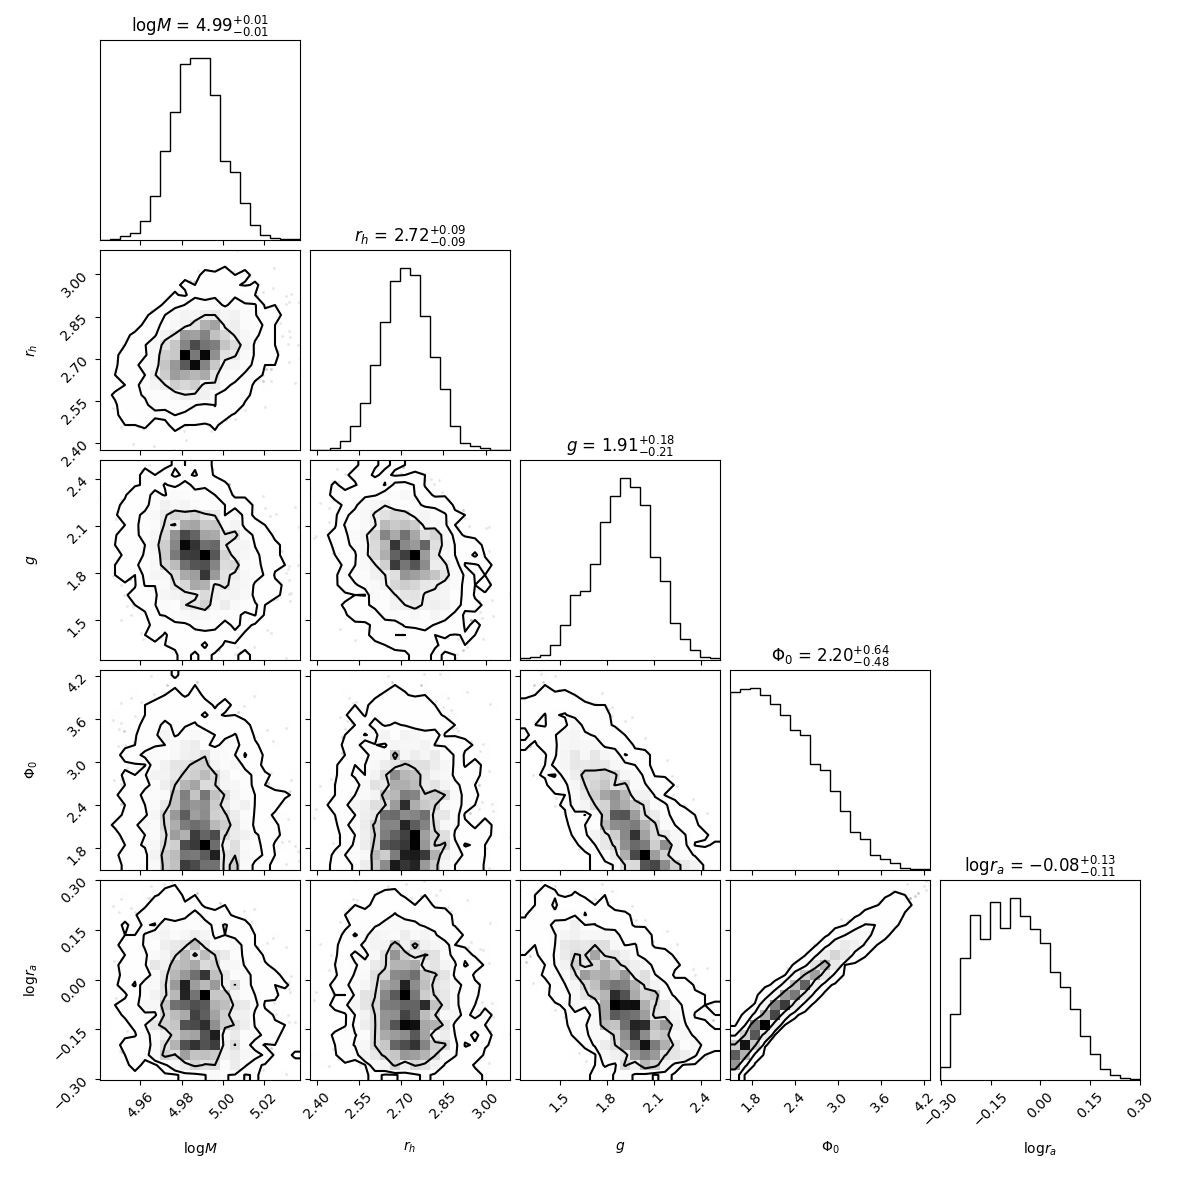 logM = 4.99+0.01−0.01
rh = 2.72+0.09−0.09
3.00
2.85
2.70
2.55
2.40
rh
g = 1.91+0.18−0.21
2.4
2.1
1.8
1.5
g
Φ0 = 2.20+0.64−0.48
4.2
3.6
3.0
2.4
1.8
Φ0
logra = −0.08+0.13−0.11
0.30
0.15
0.00
−0.15
−0.30
logra
4.96 4.98 5.00 5.02
2.40 2.55 2.70 2.85 3.00
1.5 1.8 2.1 2.4
1.8 2.4 3.0 3.6 4.2
−0.30 −0.15 0.00 0.15 0.30
logM rh g Φ0 logra